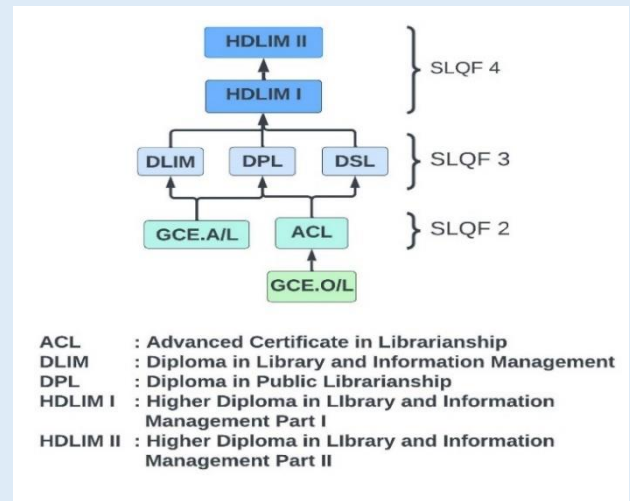 HDLIM II
SLQF 4
HDLIM I
DLIM DPL DSL SLQF 3
GCE.A/L ACL SLQF 2
GCE.O/L
ACL : Advanced Certificate in Librarianship
DLIM : Diploma in Library and Information Management
DPL : Diploma in Public Librarianship
HDLIM I : Higher Diploma in LIbrary and Information
Management Part I
HDLIM II : Higher Diploma in LIbrary and Information
Management Part II